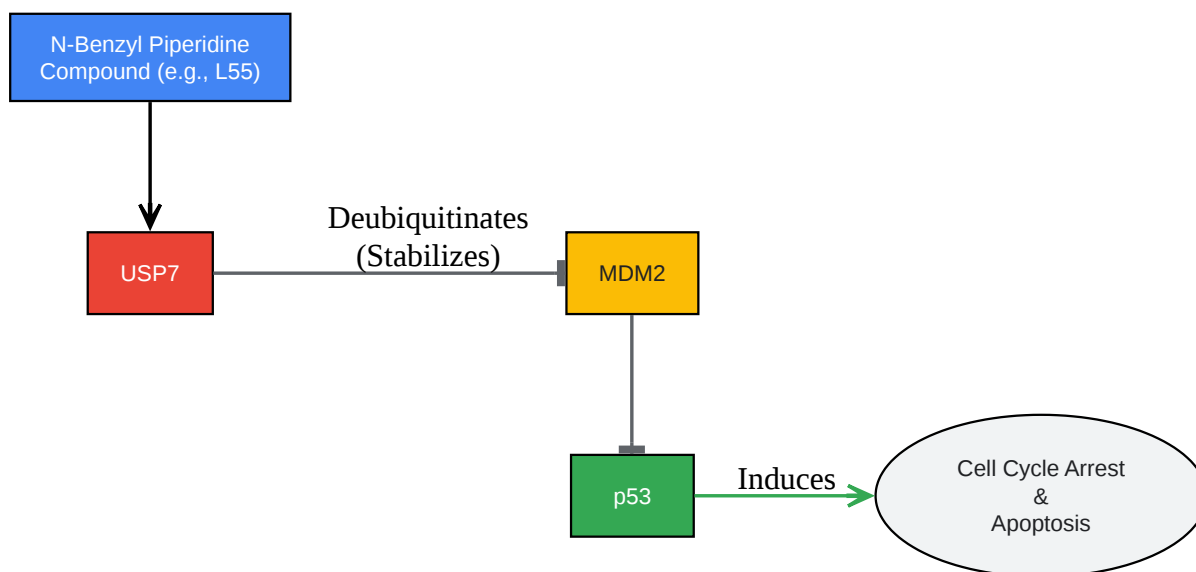 N-Benzyl Piperidine
Compound (e.g., L55)
Deubiquitinates
(Stabilizes)
USP7
MDM2
p53
Induces
Cell Cycle Arrest
&
Apoptosis